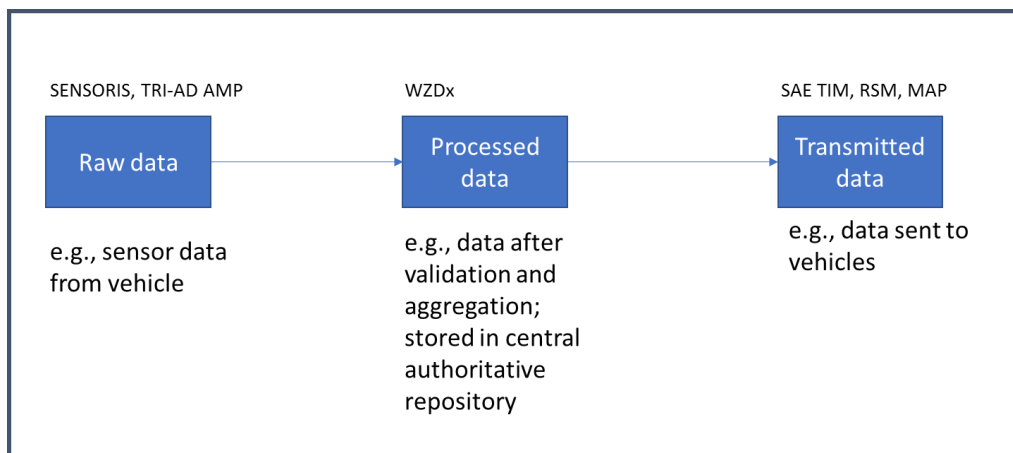 SENSORIS, TRI-AD AMP
Raw data
e.g., sensor data
from vehicle
WZDx
Processed
data
e.g., data after
validation and
aggregation;
stored in central
authoritative
repository
SAE TIM, RSM, MAP
Transmitted
data
e.g., data sent to
vehicles